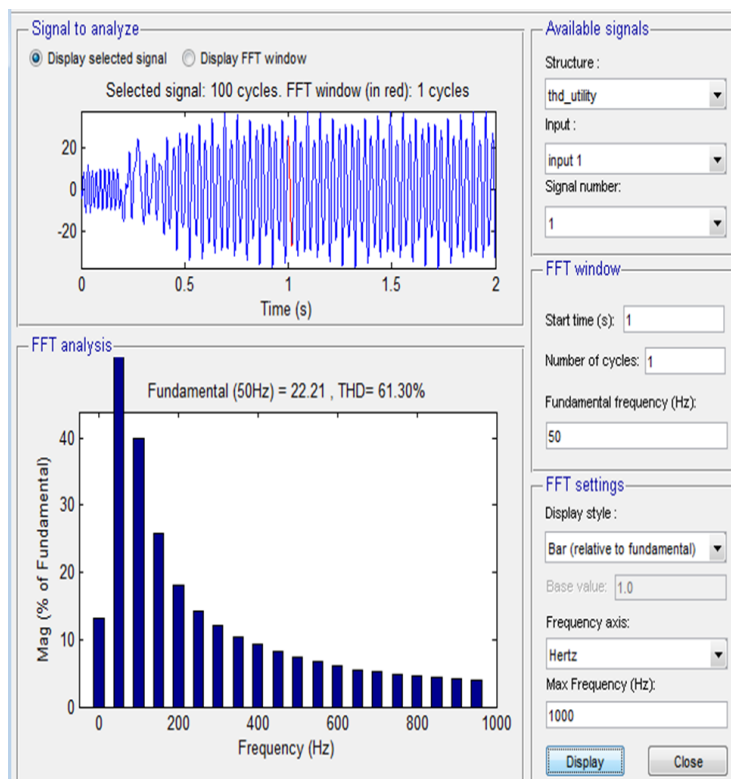 Signal to analyze
Display selected signal
Display FFT window
Selected signal: 100 cycles. FFT window (in red): 1 cycles
20
0
-20
0
0.5
1
1.5
2
Time (s)
FFT analysis
Fundamental (50Hz) = 22.21 , THD= 61.30%
Mag (% of Fundamental)
40
30
20
10
0
0
200
400
600
800
1000
Frequency (Hz)
Available signals
Structure :
thd_utility
Input :
input 1
Signal number:
1
FFT window
Start time (s): 1
Number of cycles: 1
Fundamental frequency (Hz):
50
FFT settings
Display style :
Bar (relative to fundamental)
Base value: 1.0
Frequency axis:
Hertz
Max Frequency (Hz):
1000
Display
Close